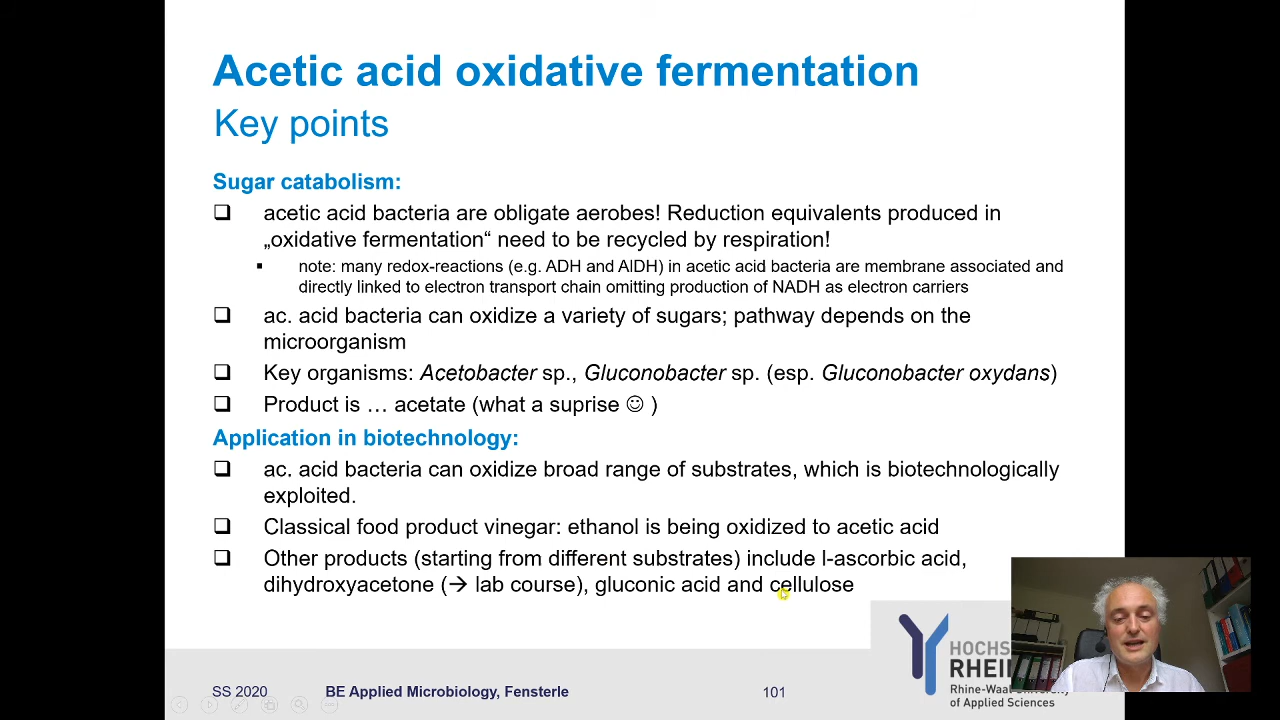 Acetic acid oxidative fermentation
Key points
Sugar catabolism:
acetic acid bacteria are obligate aerobes! Reduction equivalents produced in
„oxidative fermentation“ need to be recycled by respiration!
note: many redox-reactions (e.g. ADH and AlDH) in acetic acid bacteria are membrane associated and
directly linked to electron transport chain omitting production of NADH as electron carriers
ac. acid bacteria can oxidize a variety of sugars; pathway depends on the
microorganism
Key organisms: Acetobacter sp., Gluconobacter sp. (esp. Gluconobacter oxydans)
Product is … acetate (what a suprise ☺ )
Application in biotechnology:
ac. acid bacteria can oxidize broad range of substrates, which is biotechnologically
exploited.
Classical food product vinegar: ethanol is being oxidized to acetic acid
Other products (starting from different substrates) include l-ascorbic acid,
dihydroxyacetone (→ lab course), gluconic acid and cellulose
SS 2020
BE Applied Microbiology, Fensterle
101
HOCHS
RHEIN
Rhine-Waal University
of Applied Sciences